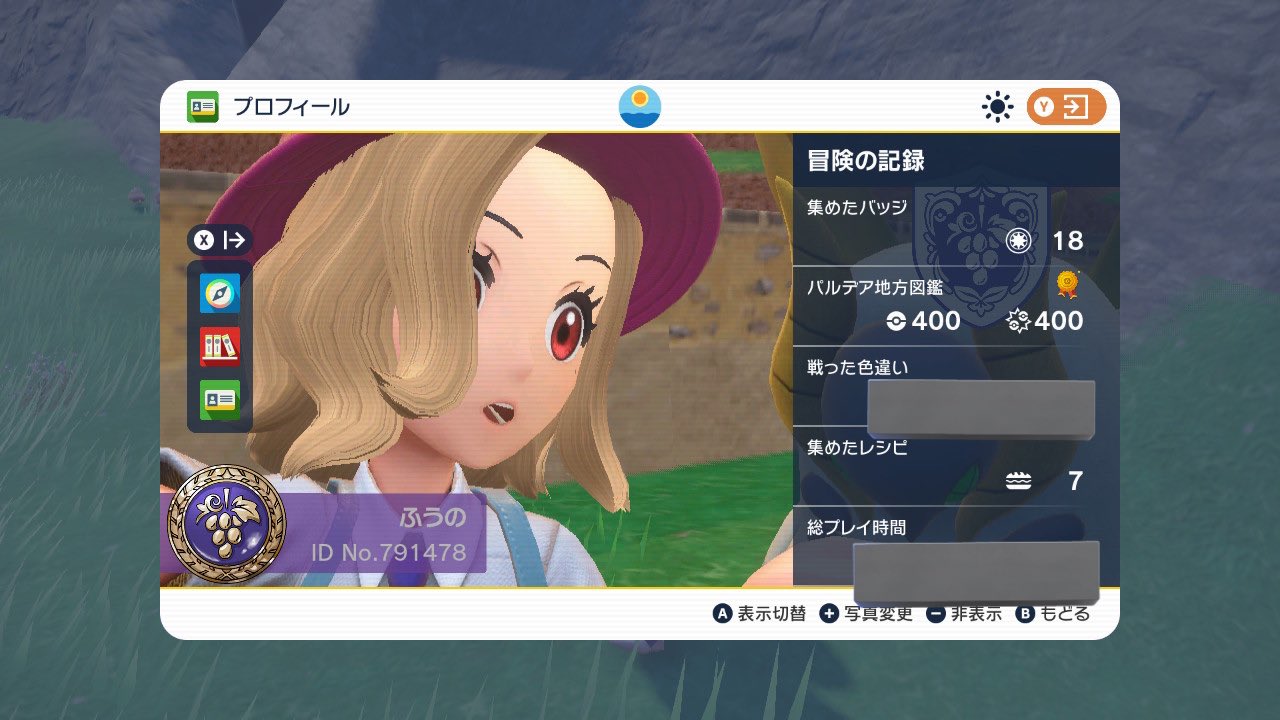 プロフィール
Y
X
冒険の記録
集めたバッジ
18
パルデア地方図鑑
400 400
戦った色違い
集めたレシピ
7
総プレイ時間
ふうの
ID No.791478
A 表示切替 + 写真変更 − 非表示 B もどる